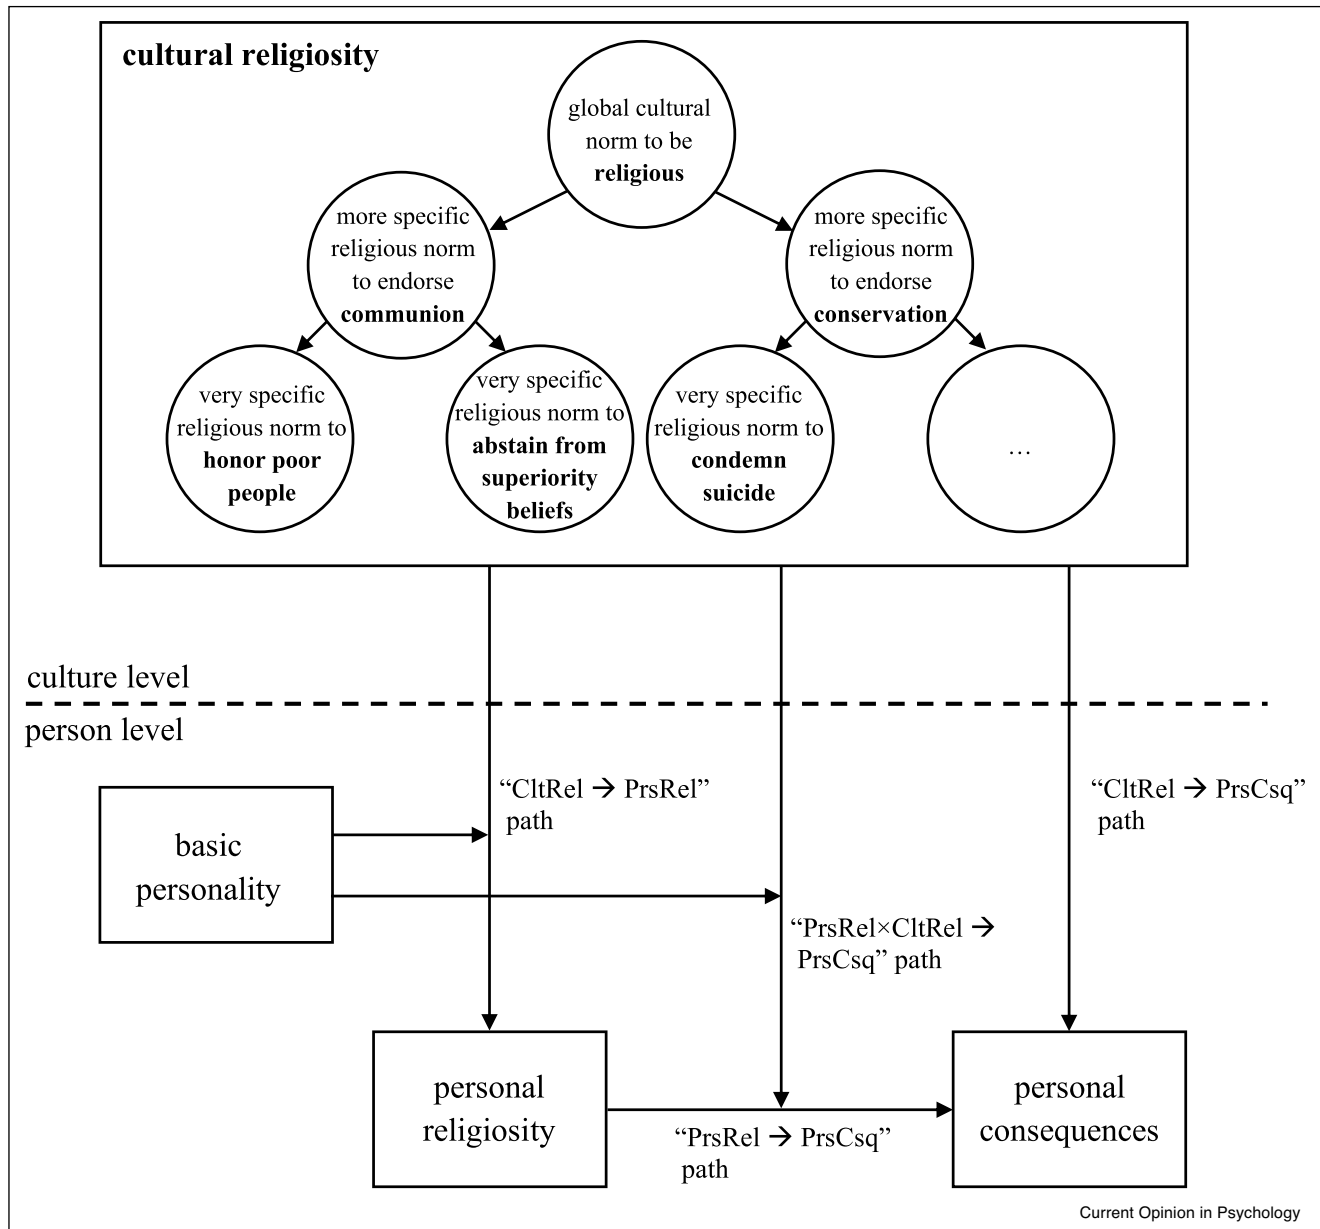 cultural religiosity
global cultural
norm to be
religious
more specific
religious norm
to endorse
communion
more specific
religious norm
to endorse
conservation
very specific
religious norm to
honor poor
people
very specific
religious norm to
abstain from
superiority
beliefs
very specific
religious norm to
condemn
suicide
…
culture level
person level
“CltRel → PrsRel”
path
“CltRel → PrsCsq”
path
basic
personality
“PrsRel×CltRel →
PrsCsq” path
personal
religiosity
“PrsRel → PrsCsq”
path
personal
consequences
Current Opinion in Psychology